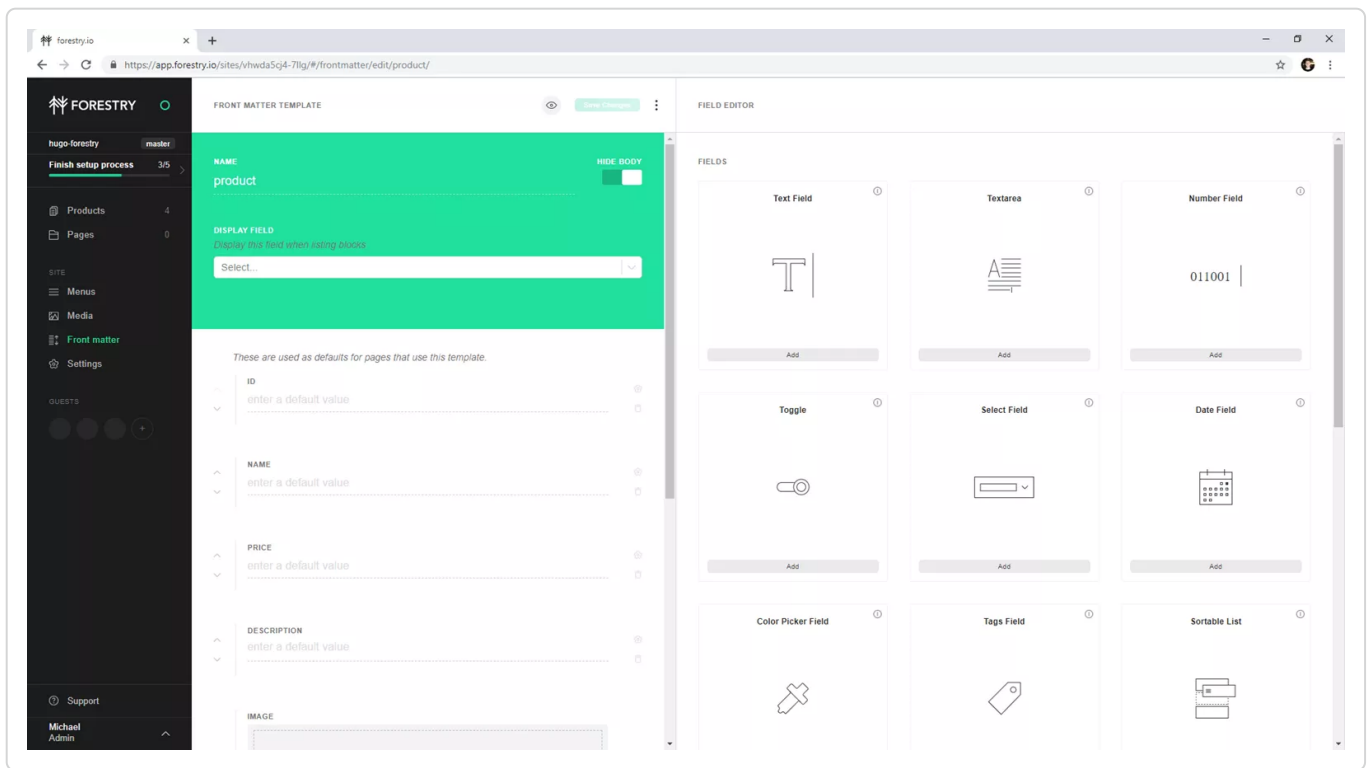 forestry.io
https://app.forestry.io/sites/vhwda5cj4-7llg/#/frontmatter/edit/product/
FORESTRY
hugo-forestry master
Finish setup process 3/5
Products 4
Pages 0
SITE
Menus
Media
Front matter
Settings
GUESTS
Support
Michael
Admin
FRONT MATTER TEMPLATE Save Changes
NAME HIDE BODY
product
DISPLAY FIELD
Display this field when listing blocks
Select...
These are used as defaults for pages that use this template.
ID
enter a default value
NAME
enter a default value
PRICE
enter a default value
DESCRIPTION
enter a default value
IMAGE
FIELD EDITOR
FIELDS
Text Field Textarea Number Field
T A 011001
Add Add Add
Toggle Select Field Date Field
Add Add Add
Color Picker Field Tags Field Sortable List